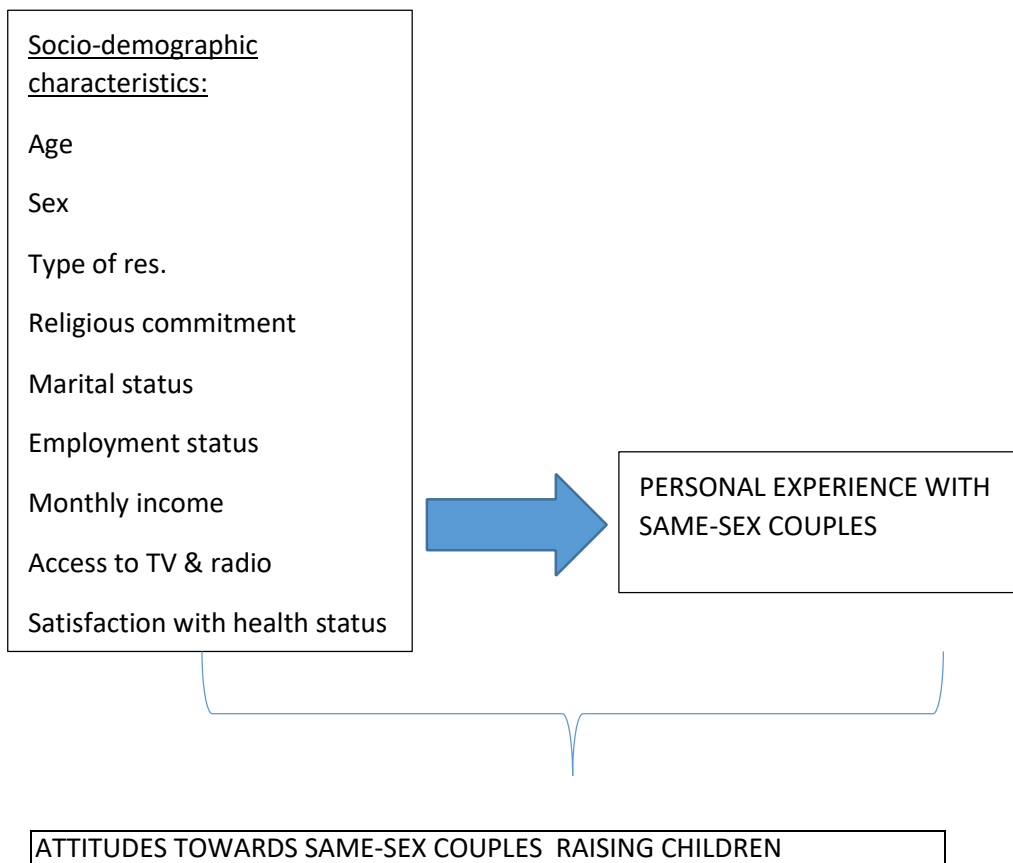 Socio-demographic
characteristics:
Age
Sex
Type of res.
Religious commitment
Marital status
Employment status
Monthly income
Access to TV & radio
Satisfaction with health status
PERSONAL EXPERIENCE WITH
SAME-SEX COUPLES
ATTITUDES TOWARDS SAME-SEX COUPLES  RAISING CHILDREN